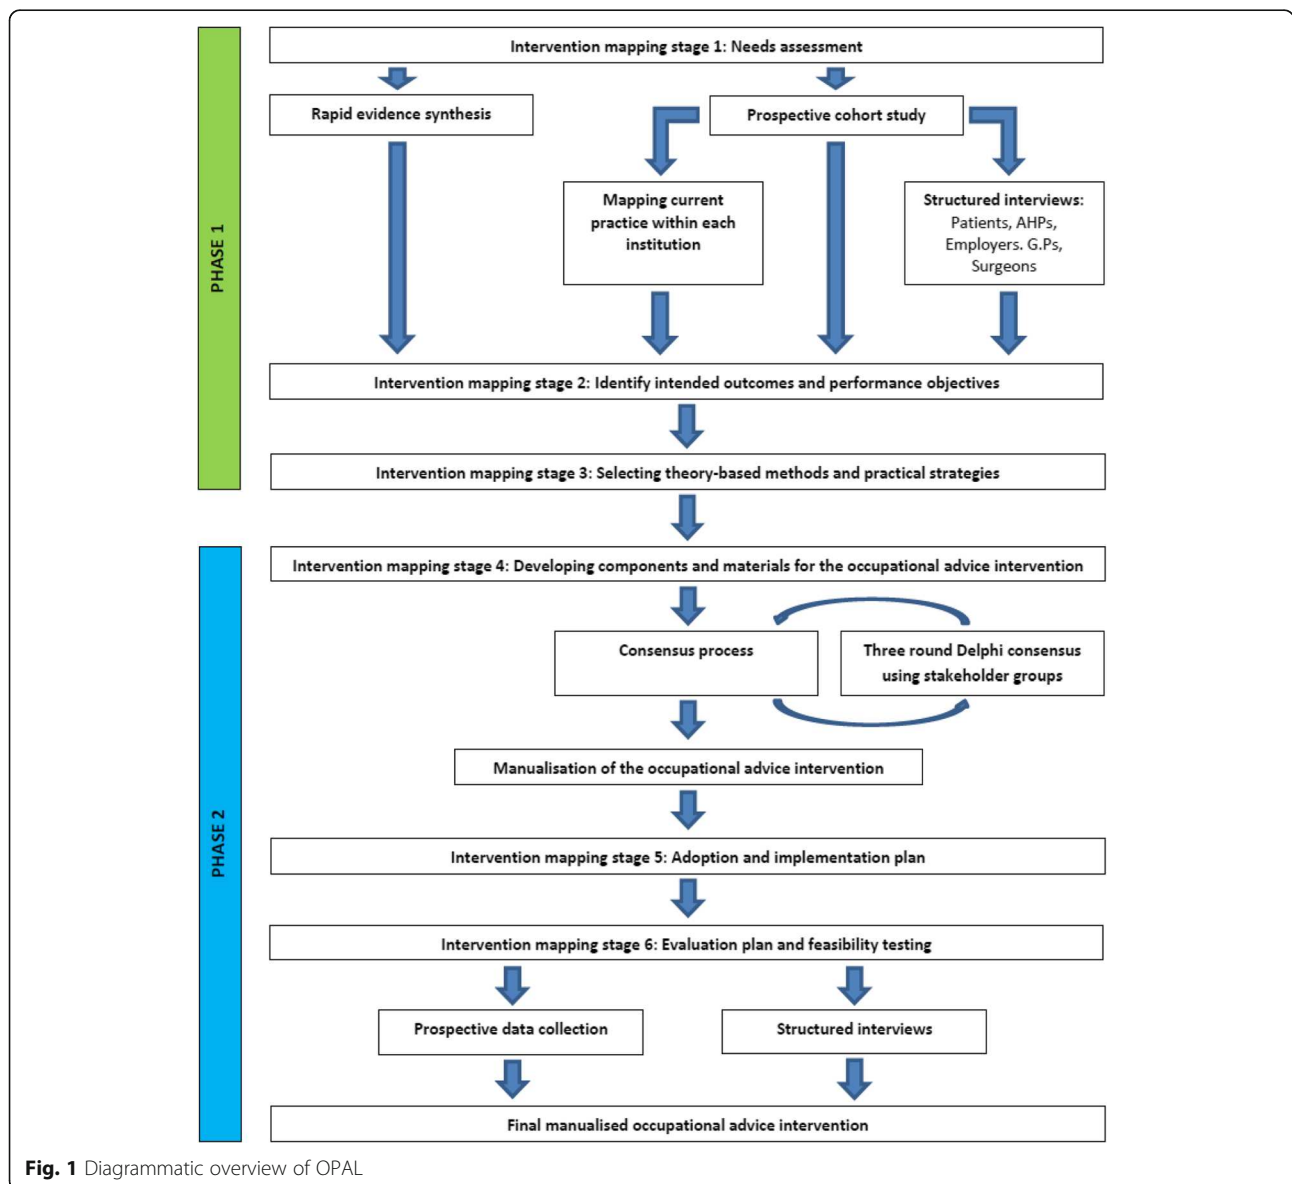 PHASE 1
Intervention mapping stage 1: Needs assessment
Rapid evidence synthesis
Prospective cohort study
Mapping current
practice within each
institution
Structured interviews:
Patients, AHPs,
Employers. G.Ps,
Surgeons
Intervention mapping stage 2: Identify intended outcomes and performance objectives
Intervention mapping stage 3: Selecting theory-based methods and practical strategies
PHASE 2
Intervention mapping stage 4: Developing components and materials for the occupational advice intervention
Consensus process
Three round Delphi consensus
using stakeholder groups
Manualisation of the occupational advice intervention
Intervention mapping stage 5: Adoption and implementation plan
Intervention mapping stage 6: Evaluation plan and feasibility testing
Prospective data collection
Structured interviews
Final manualised occupational advice intervention
Fig. 1 Diagrammatic overview of OPAL